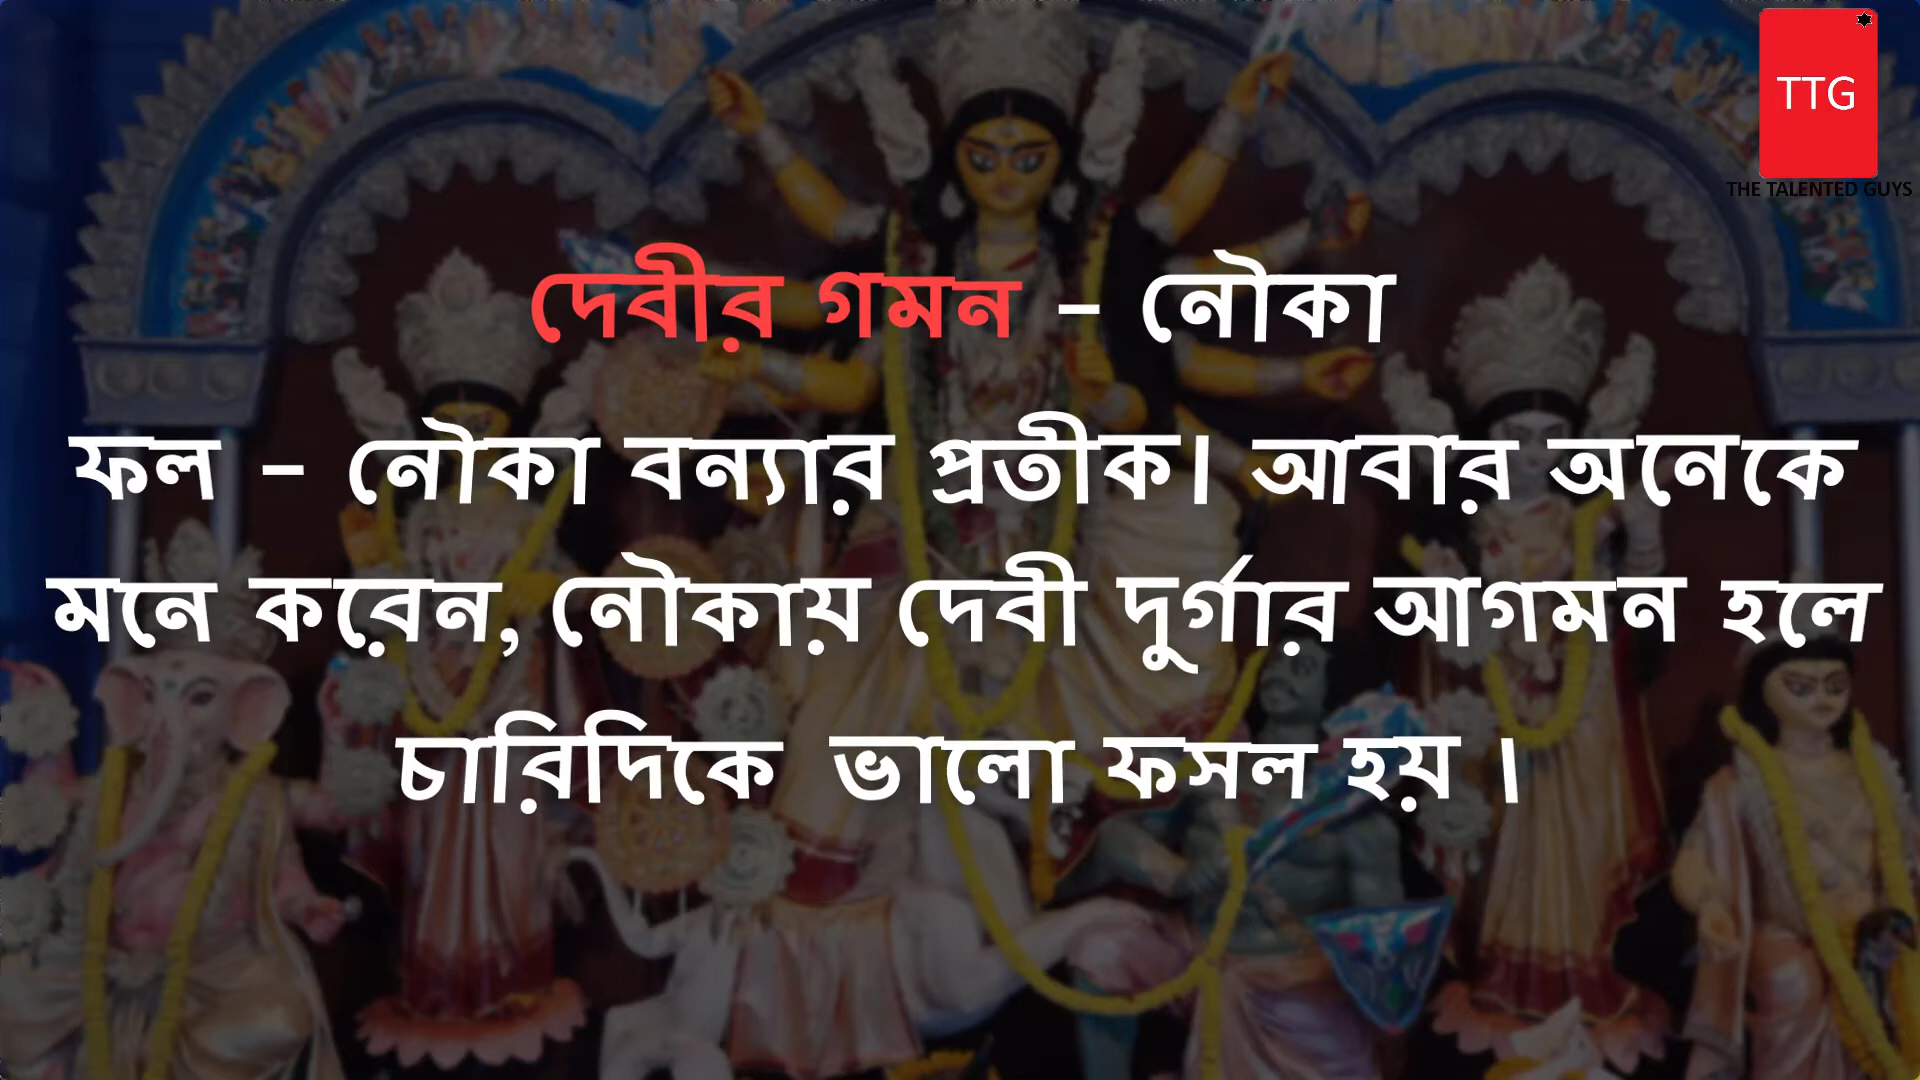 TTG
THE TALENTED GUYS
দেবীর গমন – নৌকা
ফল – নৌকা বন্যার প্রতীক। আবার অনেকে
মনে করেন, নৌকায় দেবী দুর্গার আগমন হলে
চারিদিকে ভালো ফসল হয় ।